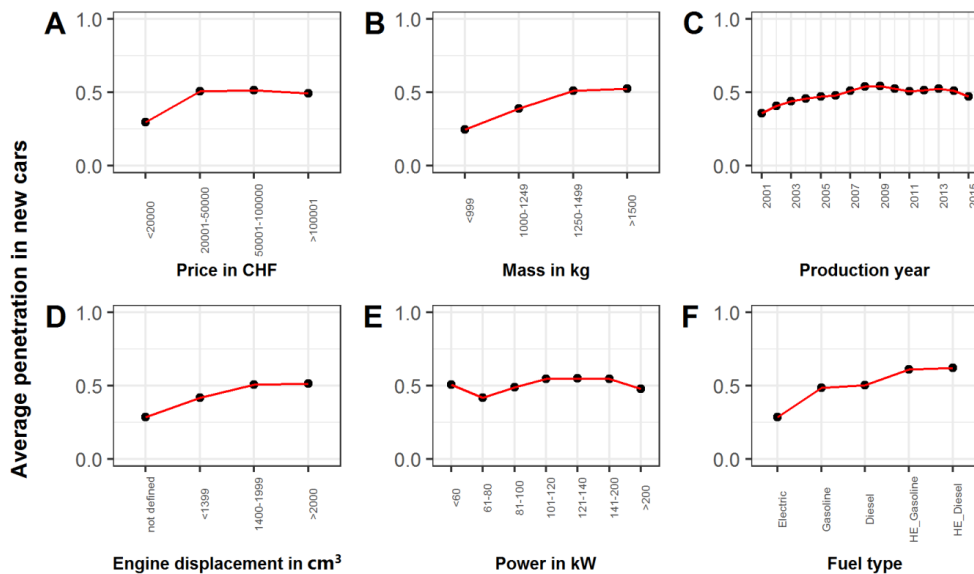 Average penetration in new cars
A
1.0
0.5
0.0
<20000
20001-50000
50001-100000
>100001
Price in CHF
B
1.0
0.5
0.0
<999
1000-1249
1250-1499
>1500
Mass in kg
C
1.0
0.5
0.0
2001
2003
2005
2007
2009
2011
2013
2015
Production year
D
1.0
0.5
0.0
not defined
<1399
1400-1999
>2000
Engine displacement in cm³
E
1.0
0.5
0.0
<60
61-80
81-100
101-120
121-140
141-200
>200
Power in kW
F
1.0
0.5
0.0
Electric
Gasoline
Diesel
HE_Gasoline
HE_Diesel
Fuel type